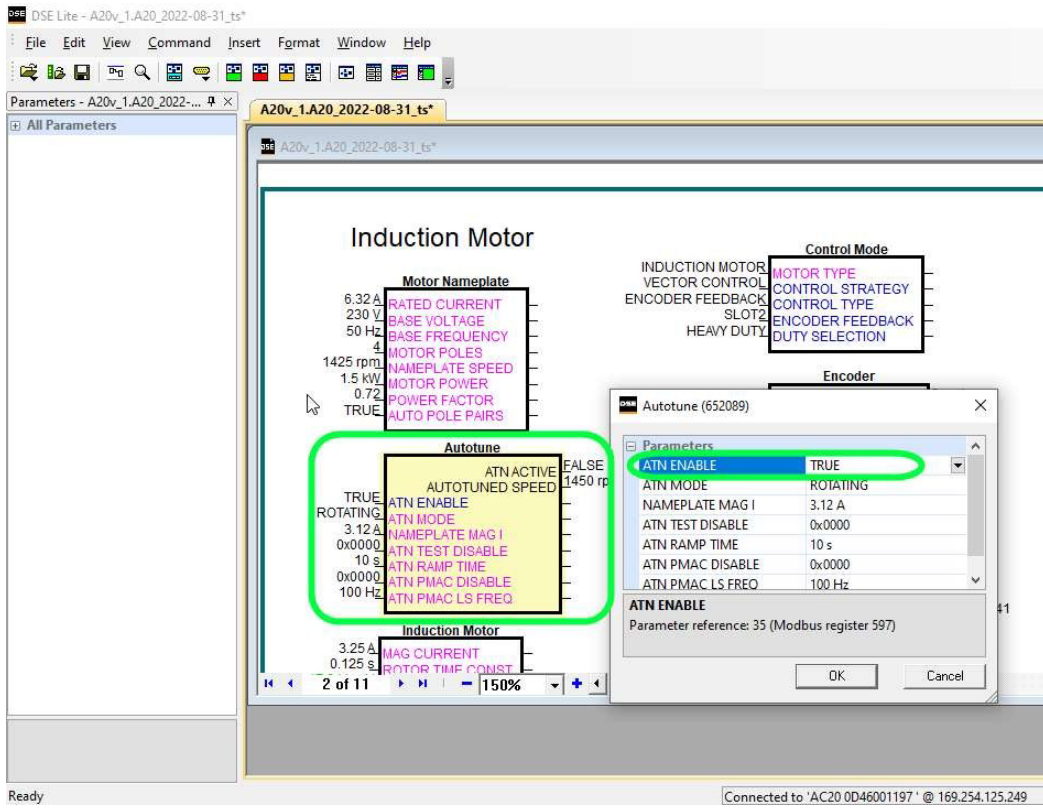 DSE Lite - A20v_1.A20_2022-08-31_ts*
File Edit View Command Insert Format Window Help
Parameters - A20v_1.A20_2022-...
All Parameters
A20v_1.A20_2022-08-31_ts*
A20v_1.A20_2022-08-31_ts*
Induction Motor
Motor Nameplate
6.32 A RATED CURRENT
230 V BASE VOLTAGE
50 Hz BASE FREQUENCY
4 MOTOR POLES
1425 rpm NAMEPLATE SPEED
1.5 kW MOTOR POWER
0.72 POWER FACTOR
TRUE AUTO POLE PAIRS
Control Mode
INDUCTION MOTOR MOTOR TYPE
VECTOR CONTROL CONTROL STRATEGY
ENCODER FEEDBACK CONTROL TYPE
SLOT2 ENCODER FEEDBACK
HEAVY DUTY DUTY SELECTION
Encoder
Autotune
ATN ACTIVE FALSE
AUTOTUNED SPEED 1450 rp
TRUE ATN ENABLE
ROTATING ATN MODE
3.12 A NAMEPLATE MAG I
0x0000 ATN TEST DISABLE
10 s ATN RAMP TIME
0x0000 ATN PMAC DISABLE
100 Hz ATN PMAC LS FREQ
Induction Motor
3.25 A MAG CURRENT
0.125 s ROTOR TIME CONST
2 of 11 150%
Autotune (652089)
Parameters
ATN ENABLE TRUE
ATN MODE ROTATING
NAMEPLATE MAG I 3.12 A
ATN TEST DISABLE 0x0000
ATN RAMP TIME 10 s
ATN PMAC DISABLE 0x0000
ATN PMAC LS FREQ 100 Hz
ATN ENABLE
Parameter reference: 35 (Modbus register 597)
OK Cancel
41
Ready
Connected to 'AC20 0D46001197 ' @ 169.254.125.249